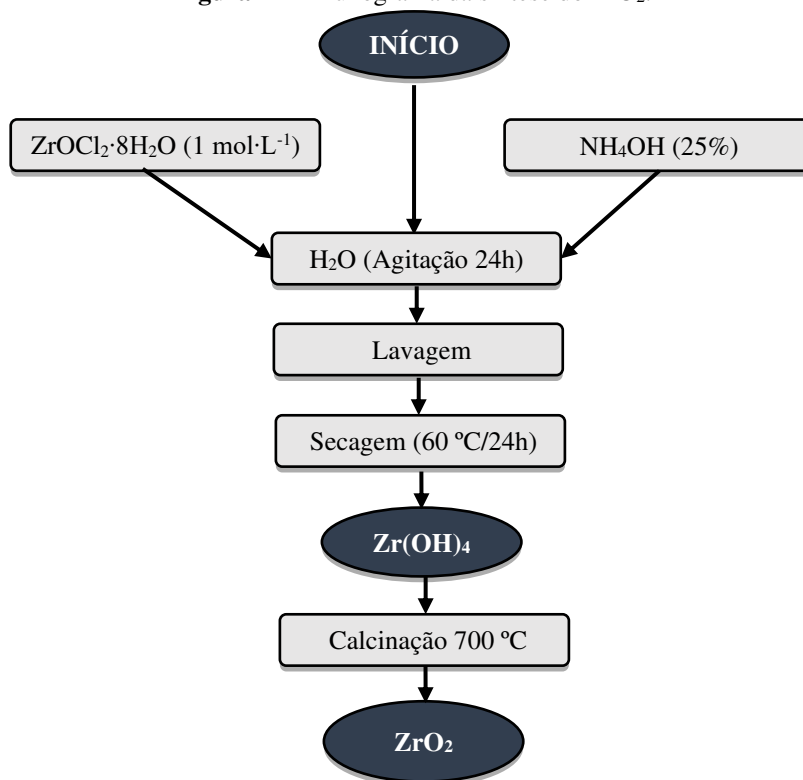 INÍCIO
ZrOCl₂·8H₂O (1 mol·L⁻¹)
NH₄OH (25%)
H₂O (Agitação 24h)
Lavagem
Secagem (60 ºC/24h)
Zr(OH)₄
Calcinação 700 ºC
ZrO₂